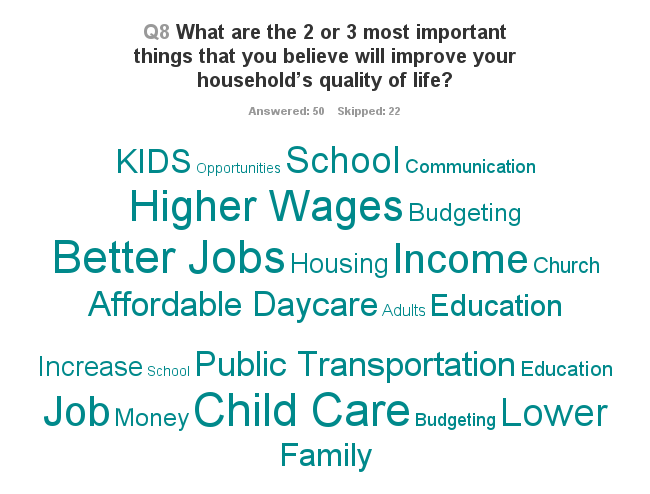 Q8 What are the 2 or 3 most important
things that you believe will improve your
household’s quality of life?
Answered: 50 Skipped: 22
KIDS Opportunities School Communication
Higher Wages Budgeting
Better Jobs Housing Income Church
Affordable Daycare Adults Education
Increase School Public Transportation Education
Job Money Child Care Budgeting Lower
Family